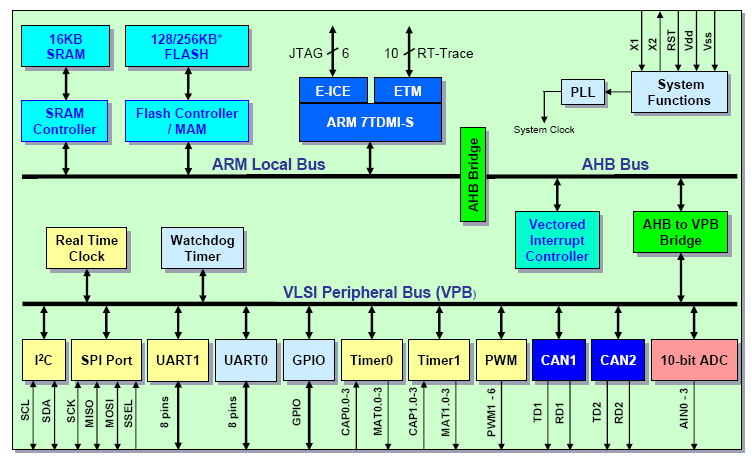 16KB
SRAM
128/256KB*
FLASH
JTAG
6
10
RT-Trace
X1
X2
RST
Vdd
Vss
E-ICE
ETM
ARM 7TDMI-S
PLL
System
Functions
System Clock
SRAM
Controller
Flash Controller
/ MAM
ARM Local Bus
AHB Bridge
AHB Bus
Real Time
Clock
Watchdog
Timer
Vectored
Interrupt
Controller
AHB to VPB
Bridge
VLSI Peripheral Bus (VPB)
I²C
SPI Port
UART1
UART0
GPIO
Timer0
Timer1
PWM
CAN1
CAN2
10-bit ADC
SCL
SDA
SCK
MISO
MOSI
SSEL
8 pins
8 pins
GPIO
CAP0.0-3
MAT0.0-3
CAP1.0-3
MAT1.0-3
PWM1 - 6
TD1
RD1
TD2
RD2
AIN0 - 3